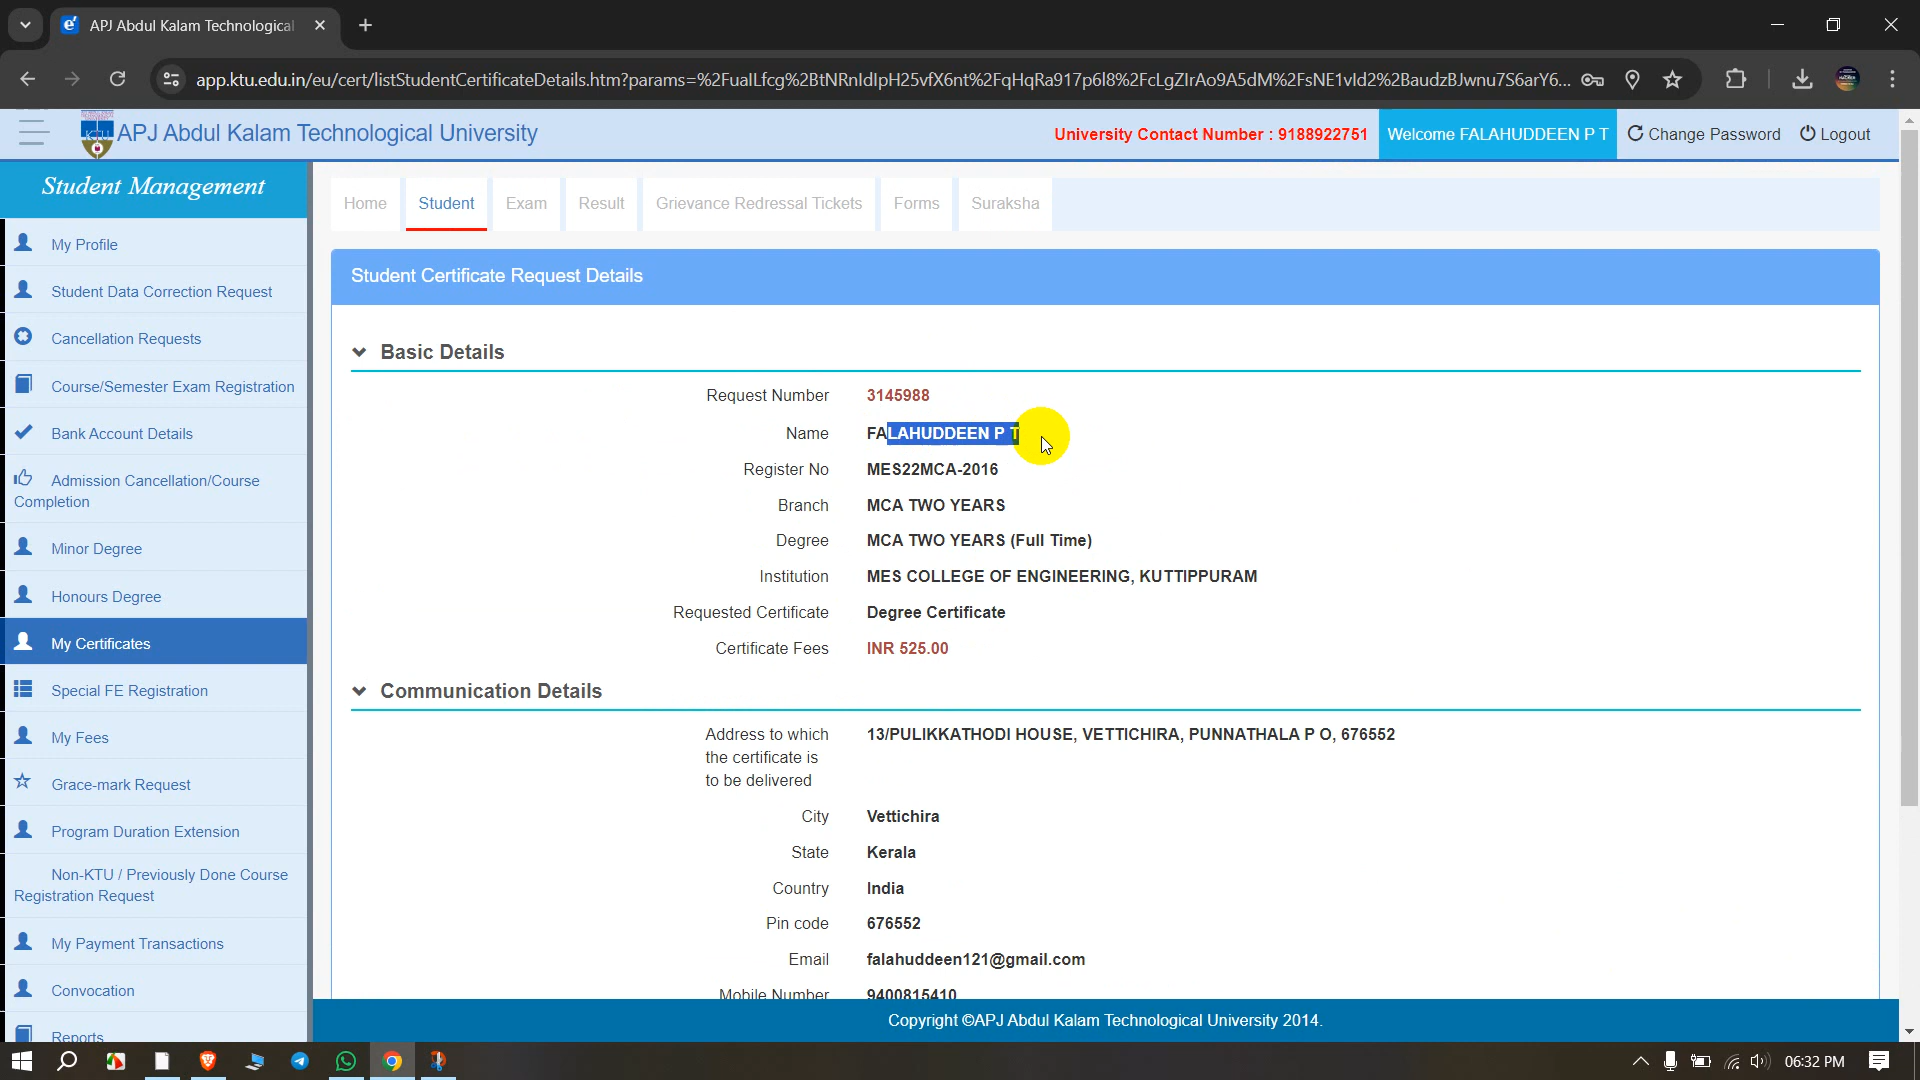 APJ Abdul Kalam Technological
app.ktu.edu.in/eu/cert/listStudentCertificateDetails.htm?params=%2FualLfcg%2BtNRnIdIpH25vfX6nt%2FqHqRa917p6l8%2FcLgZIrAo9A5dM%2FsNE1vId2%2BaudzBJwnu7S6arY6...
APJ Abdul Kalam Technological University
University Contact Number : 9188922751
Welcome FALAHUDDEEN P T
Change Password
Logout
Student Management
My Profile
Student Data Correction Request
Cancellation Requests
Course/Semester Exam Registration
Bank Account Details
Admission Cancellation/Course
Completion
Minor Degree
Honours Degree
My Certificates
Special FE Registration
My Fees
Grace-mark Request
Program Duration Extension
Non-KTU / Previously Done Course
Registration Request
My Payment Transactions
Convocation
Reports
Home
Student
Exam
Result
Grievance Redressal Tickets
Forms
Suraksha
Student Certificate Request Details
Basic Details
Request Number 3145988
Name FALAHUDDEEN P T
Register No MES22MCA-2016
Branch MCA TWO YEARS
Degree MCA TWO YEARS (Full Time)
Institution MES COLLEGE OF ENGINEERING, KUTTIPPURAM
Requested Certificate Degree Certificate
Certificate Fees INR 525.00
Communication Details
Address to which 13/PULIKKATHODI HOUSE, VETTICHIRA, PUNNATHALA P O, 676552
the certificate is
to be delivered
City Vettichira
State Kerala
Country India
Pin code 676552
Email falahuddeen121@gmail.com
Mobile Number 9400815410
Copyright ©APJ Abdul Kalam Technological University 2014.
06:32 PM